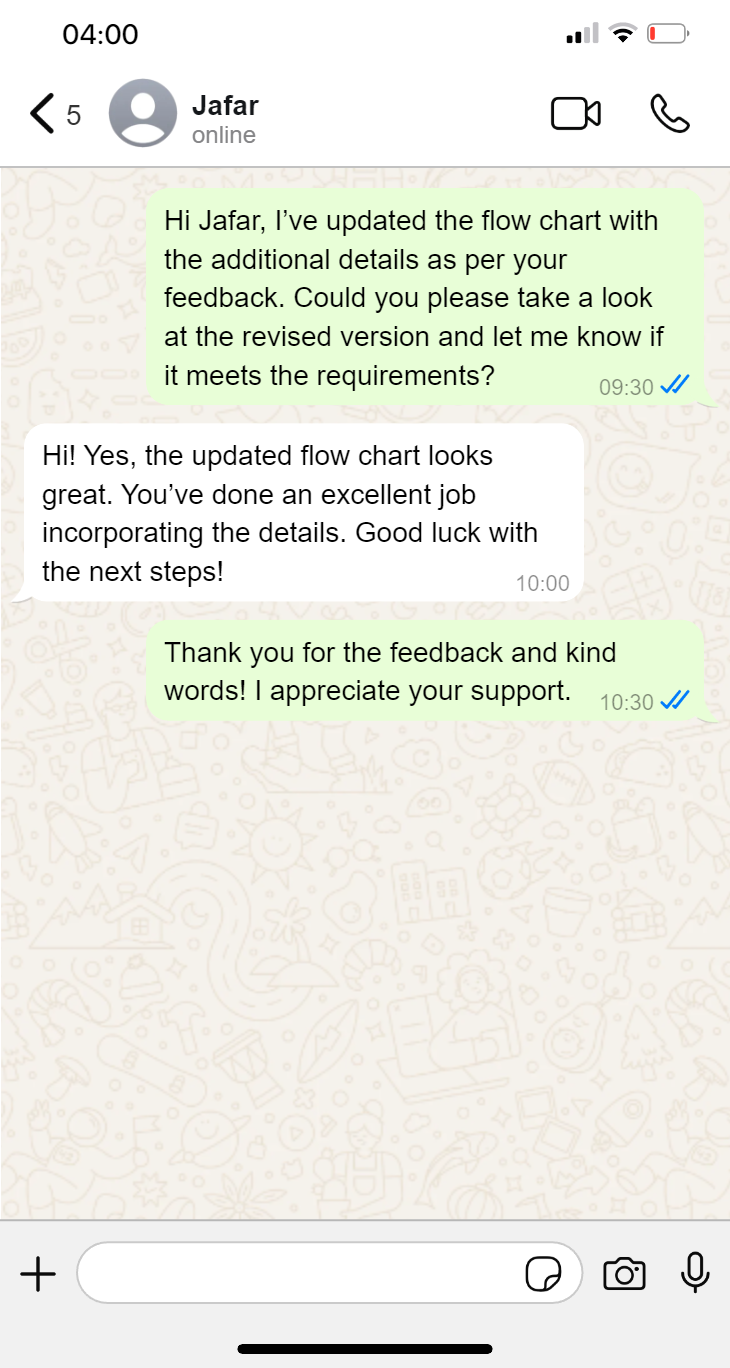 04:00
5
Jafar
online
Hi Jafar, I’ve updated the flow chart with
the additional details as per your
feedback. Could you please take a look
at the revised version and let me know if
it meets the requirements?
09:30
Hi! Yes, the updated flow chart looks
great. You’ve done an excellent job
incorporating the details. Good luck with
the next steps!
10:00
Thank you for the feedback and kind
words! I appreciate your support.
10:30